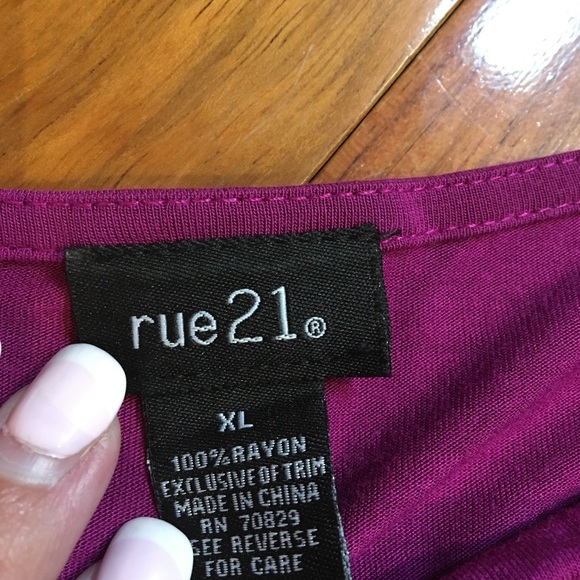 rue21®
XL
100% RAYON
EXCLUSIVE OF TRIM
MADE IN CHINA
RN 70829
SEE REVERSE
FOR CARE